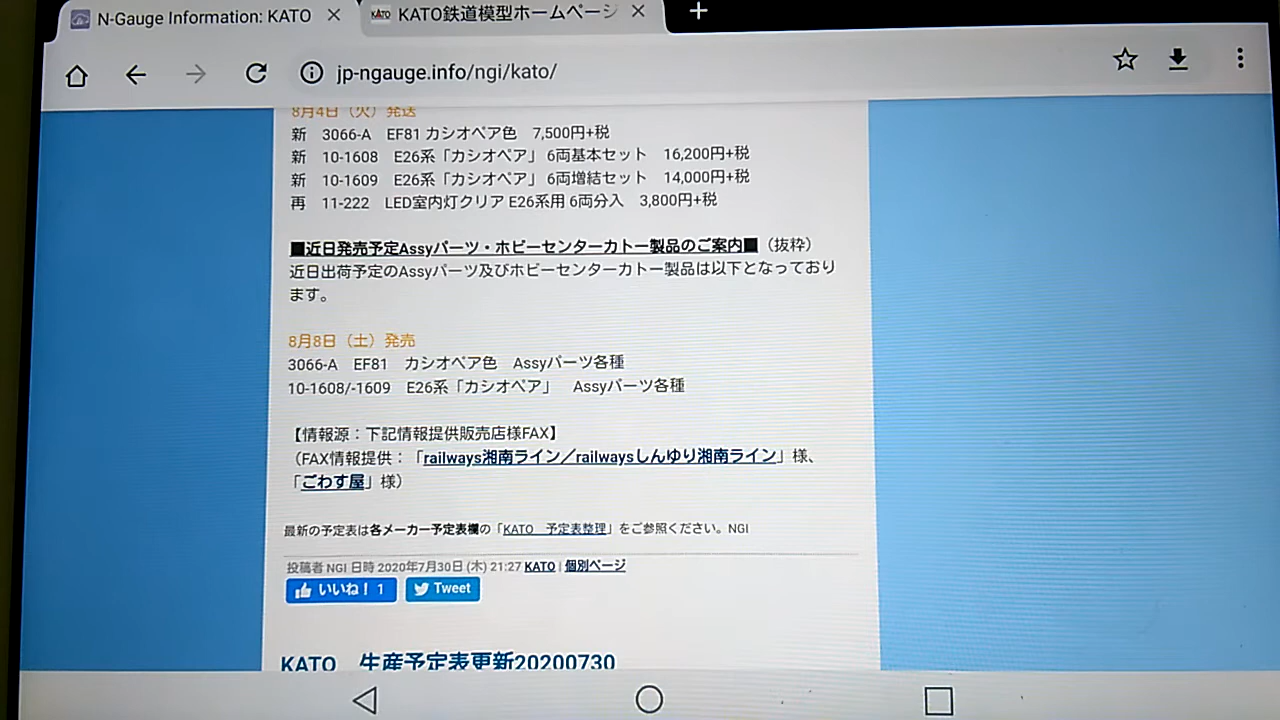 N-Gauge Information: KATO
KATO鉄道模型ホームページ
jp-ngauge.info/ngi/kato/
8月4日（火）発送
新　3066-A　EF81 カシオペア色　7,500円+税
新　10-1608　E26系「カシオペア」 6両基本セット　16,200円+税
新　10-1609　E26系「カシオペア」 6両増結セット　14,000円+税
再　11-222　LED室内灯クリア E26系用 6両分入　3,800円+税
■近日発売予定Assyパーツ・ホビーセンターカトー製品のご案内■（抜粋）
近日出荷予定のAssyパーツ及びホビーセンターカトー製品は以下となっており
ます。
8月8日（土）発売
3066-A　EF81　カシオペア色　Assyパーツ各種
10-1608/-1609　E26系「カシオペア」　Assyパーツ各種
【情報源：下記情報提供販売店様FAX】
（FAX情報提供：「railways湘南ライン／railwaysしんゆり湘南ライン」様、
「ごわす屋」様）
最新の予定表は各メーカー予定表欄の「KATO　予定表整理」をご参照ください。NGI
投稿者 NGI 日時 2020年7月30日 (木) 21:27 KATO | 個別ページ
いいね！ 1 Tweet
KATO　生産予定表更新20200730